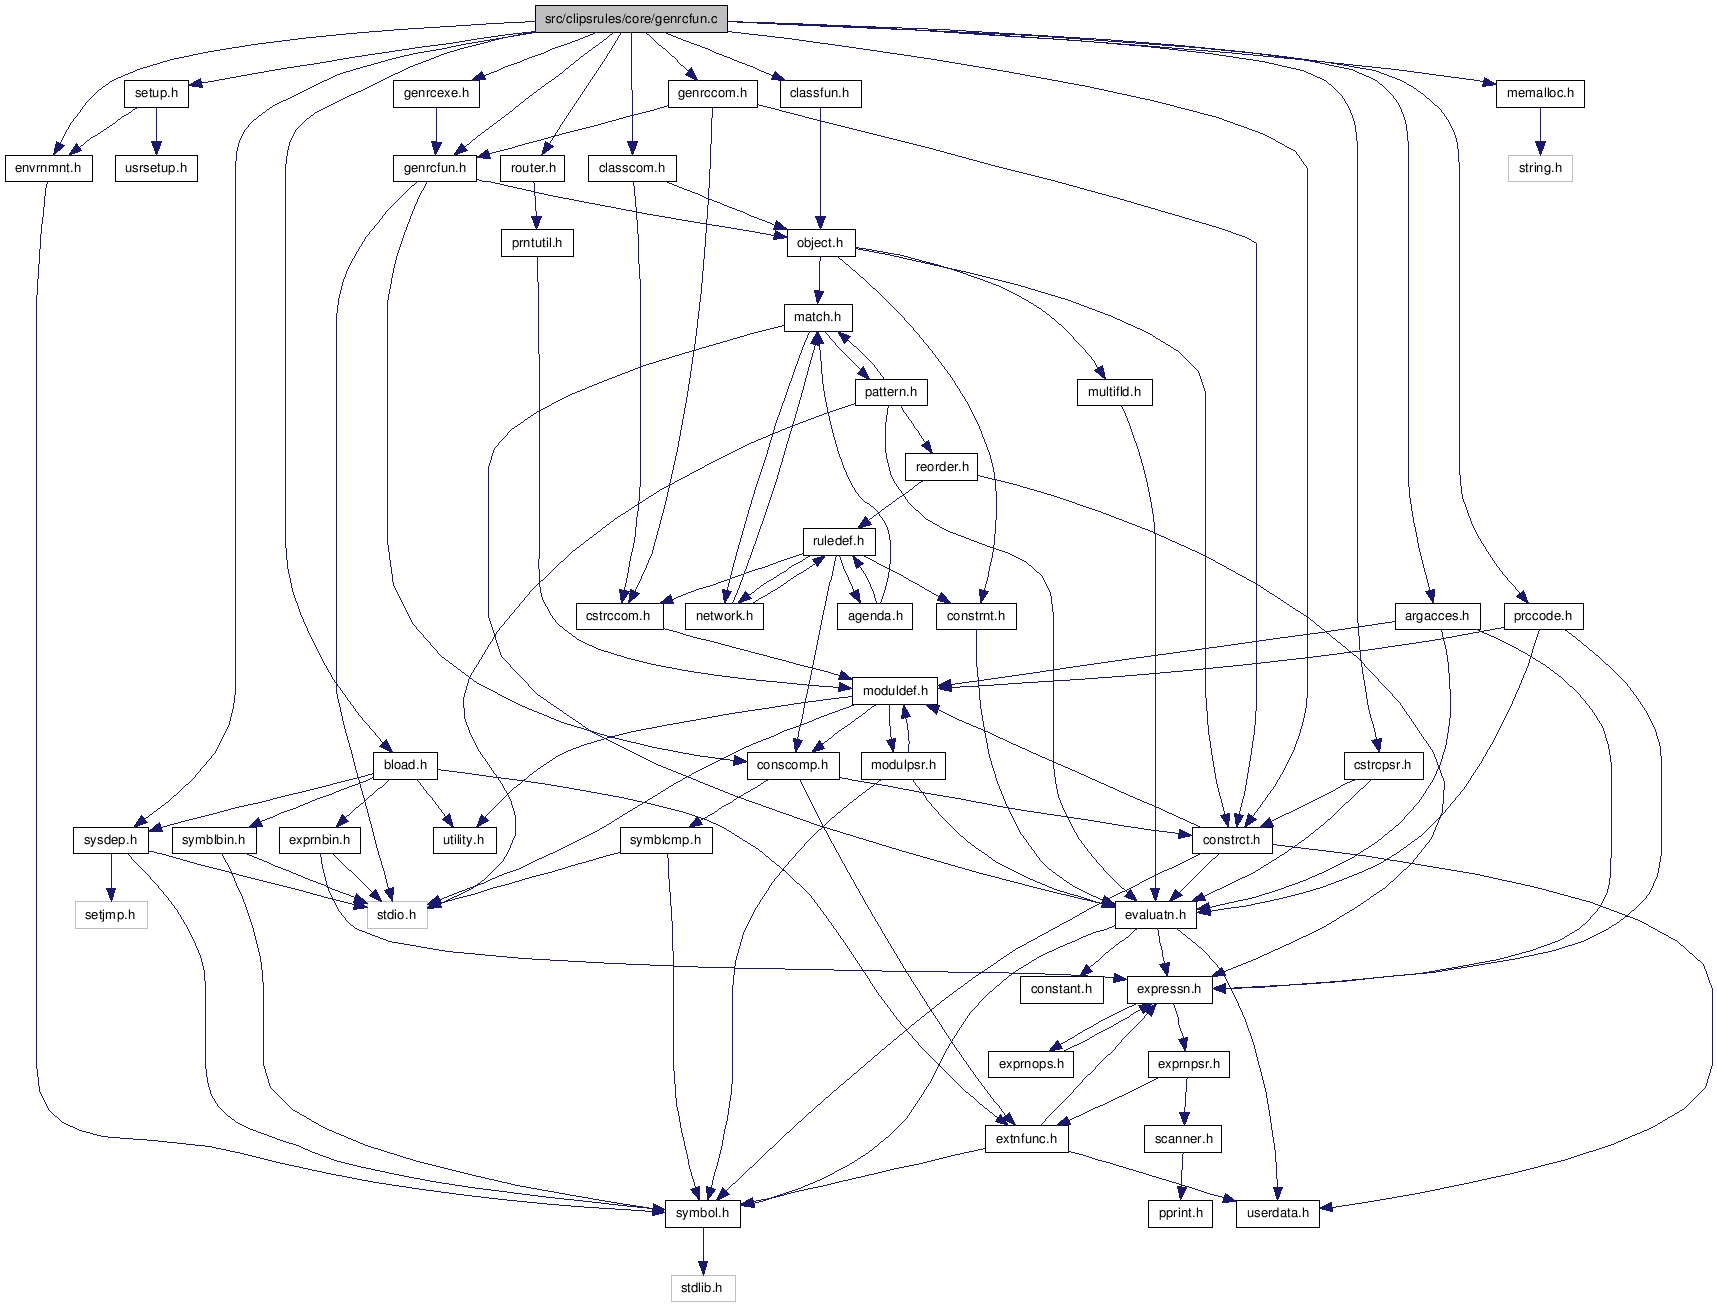 src/clipsrules/core/genrcfun.c
setup.h
genrcexe.h
genrccom.h
classfun.h
memalloc.h
envrnmnt.h
usrsetup.h
genrcfun.h
router.h
classcom.h
string.h
prntutil.h
object.h
match.h
pattern.h
multifld.h
reorder.h
ruledef.h
cstrccom.h
network.h
agenda.h
constrnt.h
argacces.h
prccode.h
moduldef.h
bload.h
conscomp.h
modulpsr.h
cstrcpsr.h
sysdep.h
symblbin.h
exprnbin.h
utility.h
symblcmp.h
constrct.h
setjmp.h
stdio.h
evaluatn.h
constant.h
expressn.h
exprnops.h
exprnpsr.h
extnfunc.h
scanner.h
symbol.h
pprint.h
userdata.h
stdlib.h